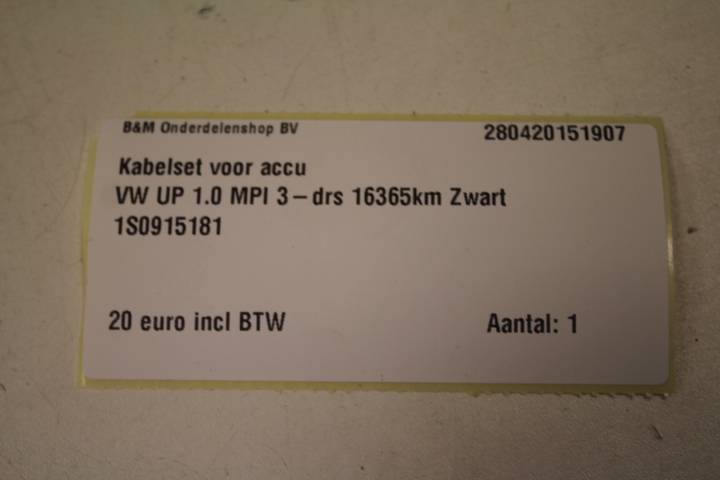 B&M Onderdelenshop BV 280420151907
Kabelset voor accu
VW UP 1.0 MPI 3-drs 16365km Zwart
1S0915181
20 euro incl BTW Aantal: 1